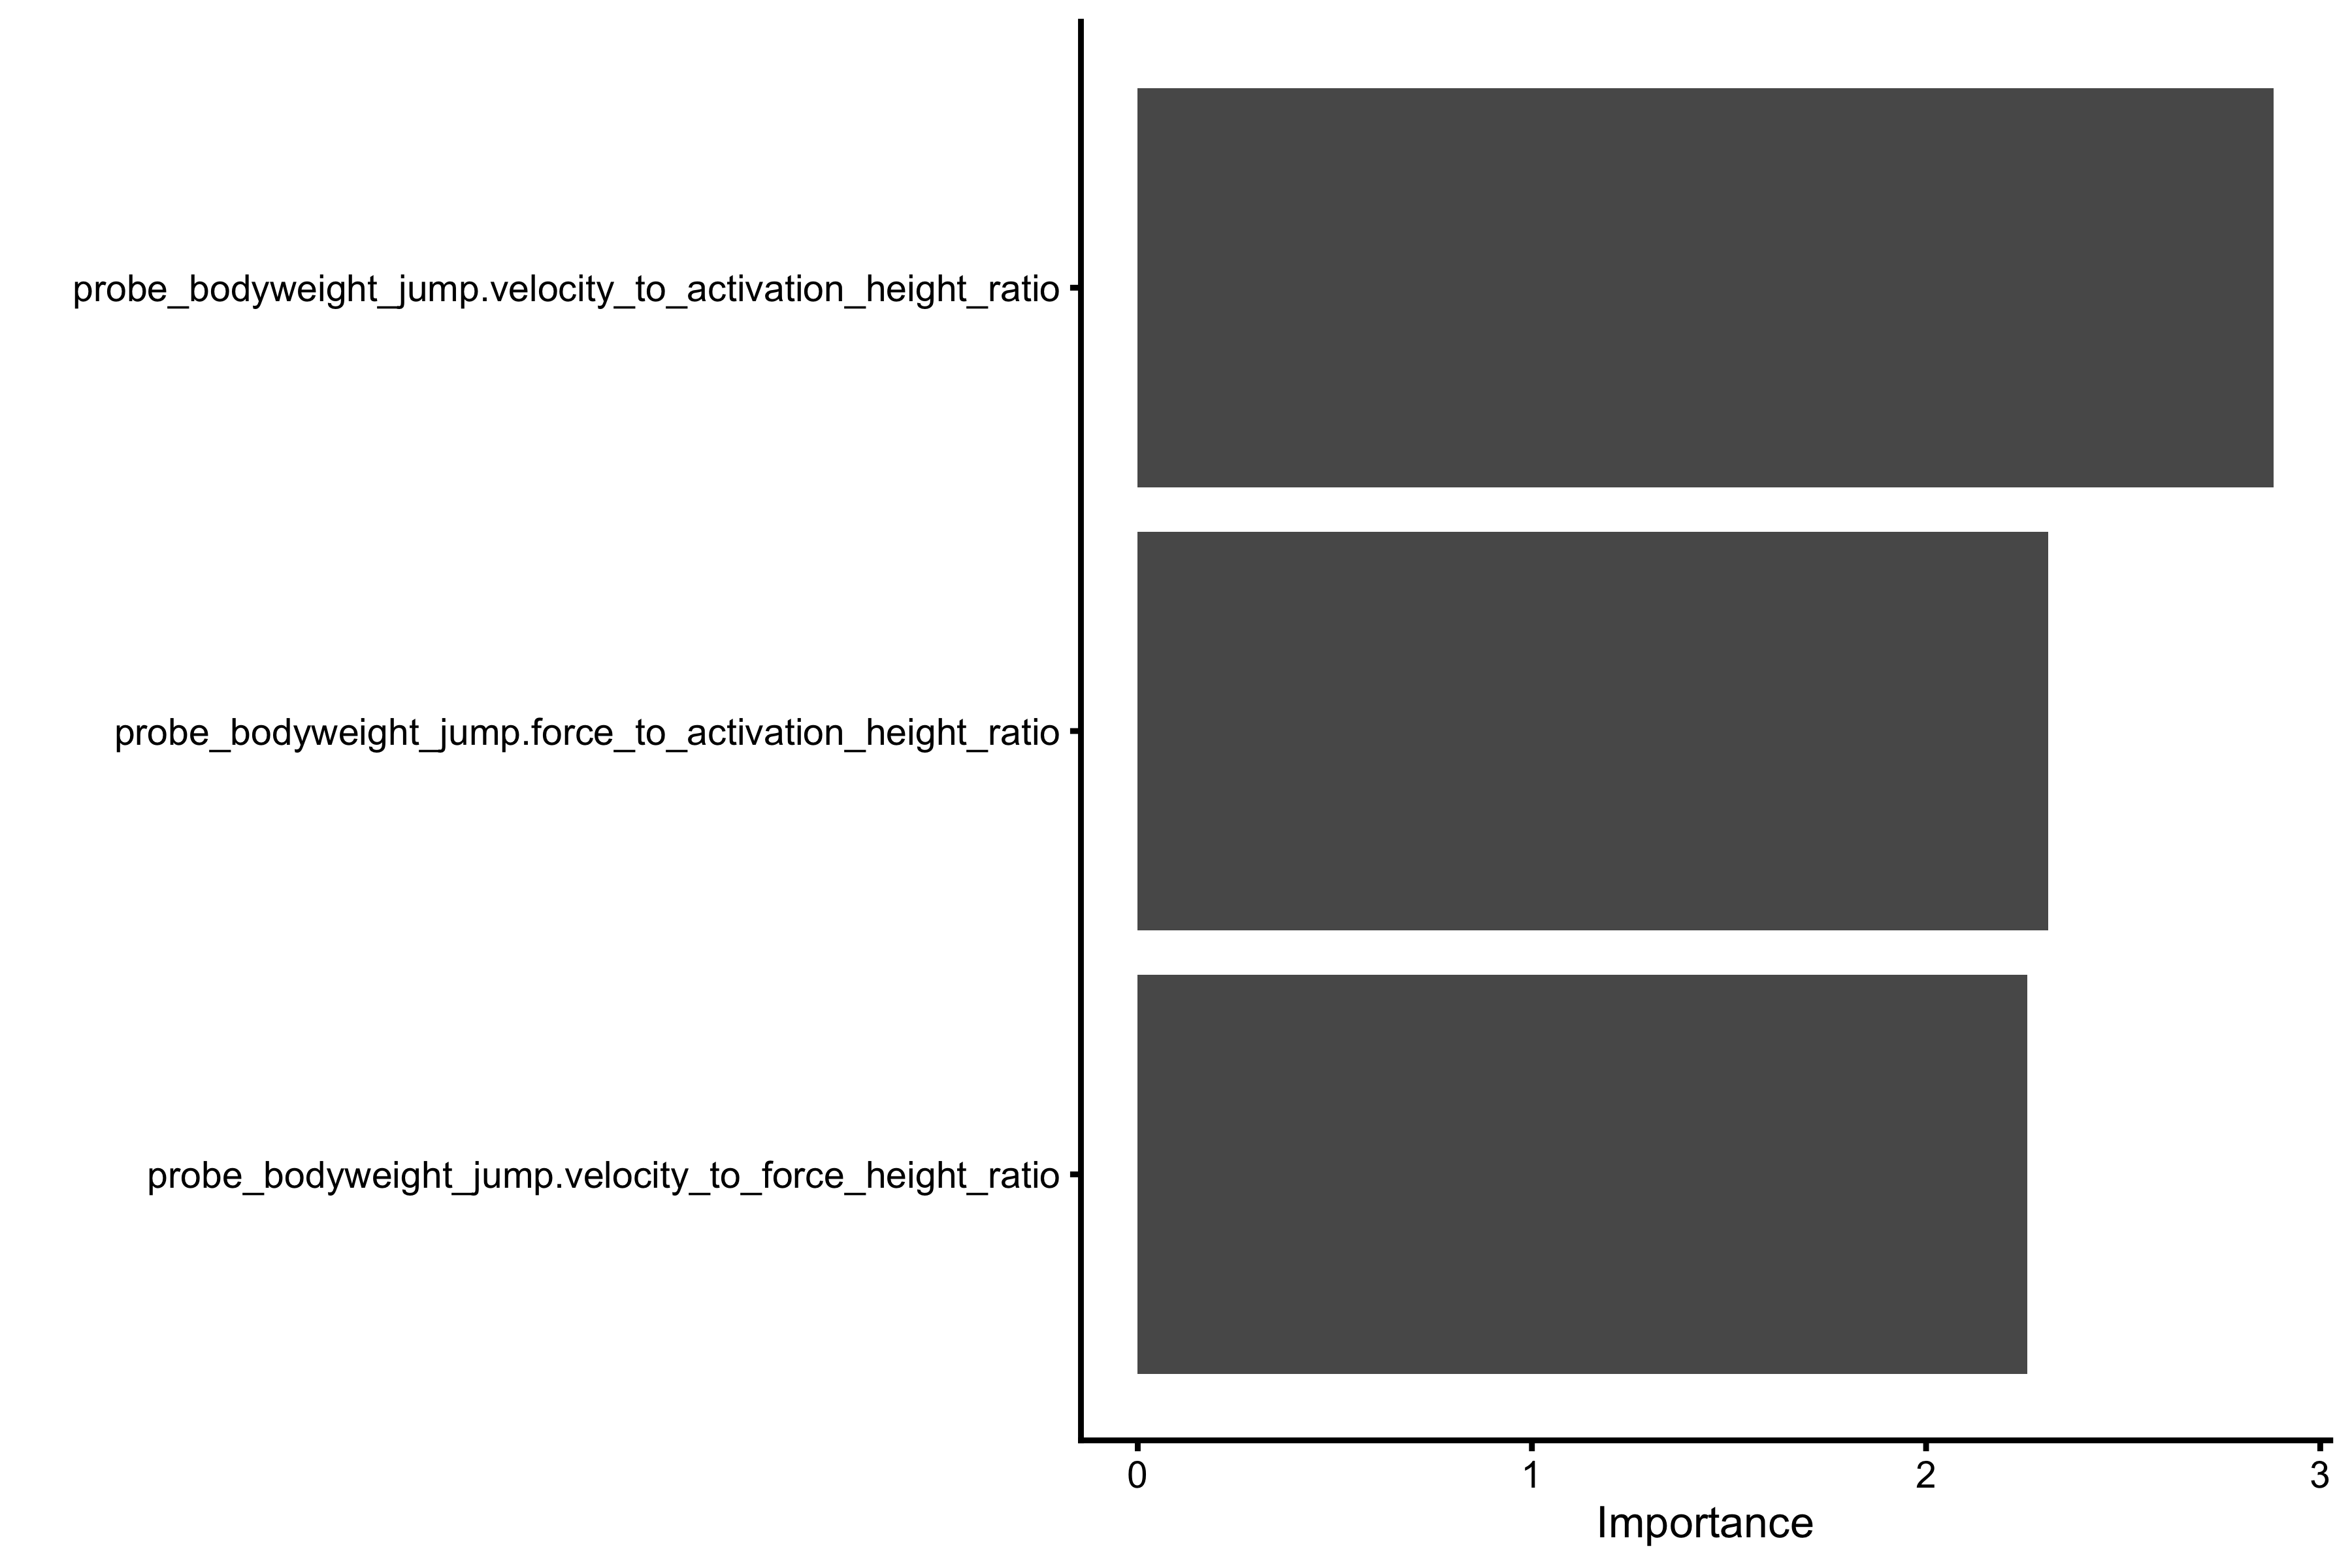 probe_bodyweight_jump.velocity_to_activation_height_ratio
probe_bodyweight_jump.force_to_activation_height_ratio
probe_bodyweight_jump.velocity_to_force_height_ratio
0 1 2 3
Importance